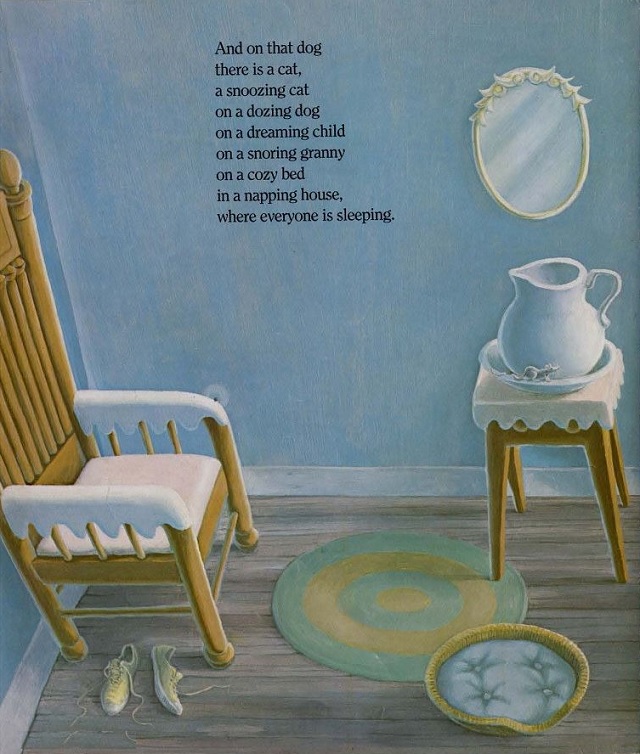 And on that dog
there is a cat,
a snoozing cat
on a dozing dog
on a dreaming child
on a snoring granny
on a cozy bed
in a napping house,
where everyone is sleeping.